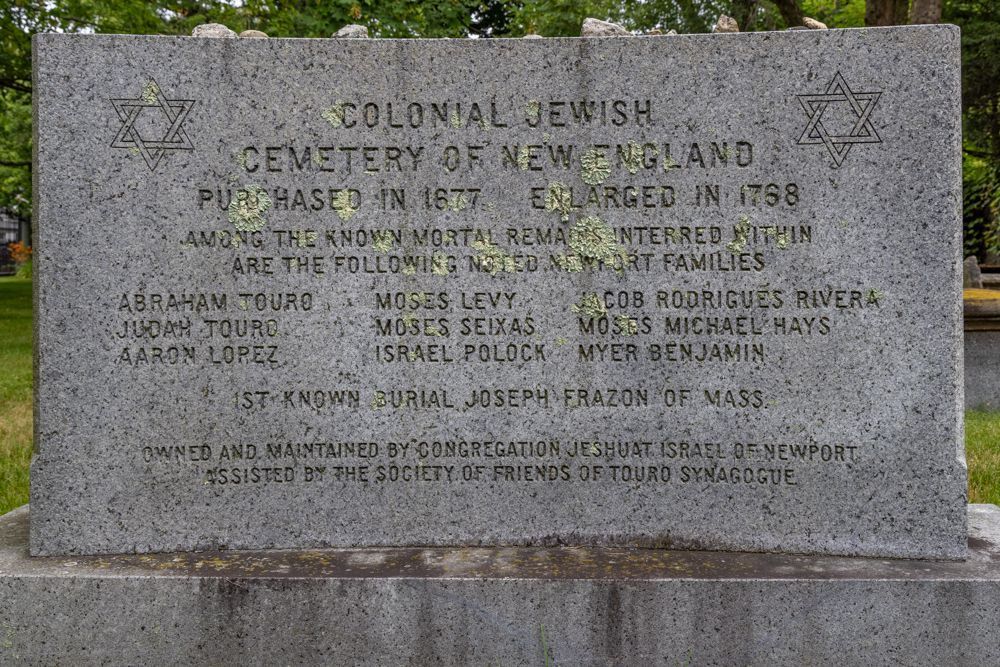 COLONIAL JEWISH
CEMETERY OF NEW ENGLAND
PURCHASED IN 1677 ENLARGED IN 1768
AMONG THE KNOWN MORTAL REMAINS INTERRED WITHIN
ARE THE FOLLOWING NOTED NEWPORT FAMILIES
ABRAHAM TOURO MOSES LEVY JACOB RODRIGUES RIVERA
JUDAH TOURO MOSES SEIXAS MOSES MICHAEL HAYS
AARON LOPEZ ISRAEL POLOCK MYER BENJAMIN
1ST KNOWN BURIAL JOSEPH FRAZON OF MASS.
OWNED AND MAINTAINED BY CONGREGATION JESHUAT ISRAEL OF NEWPORT
ASSISTED BY THE SOCIETY OF FRIENDS OF TOURO SYNAGOGUE